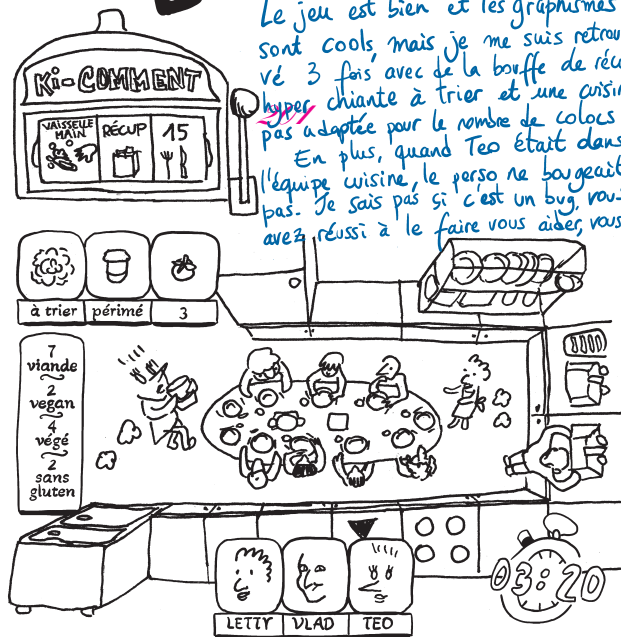 Le jeu est bien et les graphismes
sont cools, mais je me suis retrou-
vé 3 fois avec de la bouffe de récu
hyper chiante à trier et une cuisin
pas adaptée pour le nombre de colocs
En plus, quand Teo était dans
l'équipe cuisine, le perso ne bougeait
pas. Je sais pas si c'est un bug, vou
avez réussi à le faire vous aider, vous
Ki-COMMENT
VAISSELLE MAIN
RÉCUP
15
à trier
périmé
3
7
viande
2
vegan
4
végé
2
sans
gluten
LETTY
VLAD
TEO
03:20